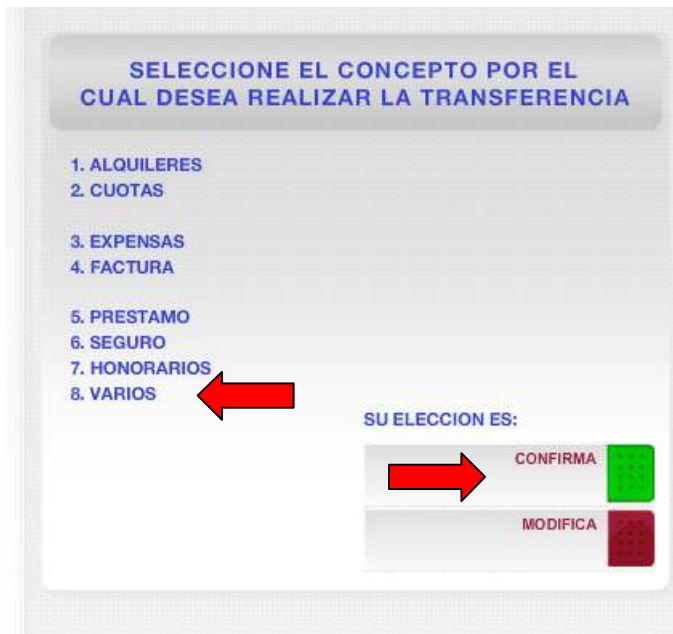 SELECCIONE EL CONCEPTO POR EL
CUAL DESEA REALIZAR LA TRANSFERENCIA
1. ALQUILERES
2. CUOTAS
3. EXPENSAS
4. FACTURA
5. PRESTAMO
6. SEGURO
7. HONORARIOS
8. VARIOS
SU ELECCION ES:
CONFIRMA
MODIFICA